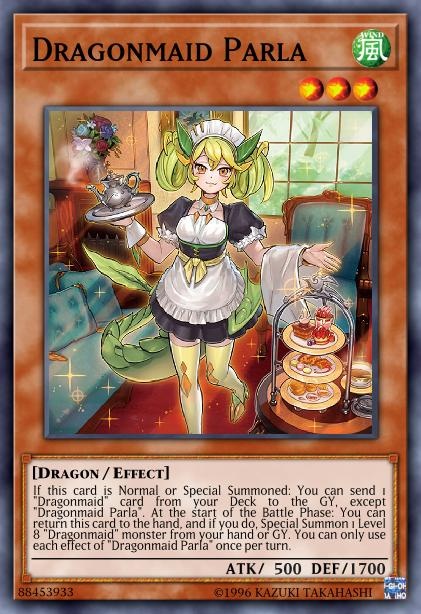 DRAGONMAID PARLA
WIND
風
[DRAGON / EFFECT]
If this card is Normal or Special Summoned: You can send 1
"Dragonmaid" card from your Deck to the GY, except
"Dragonmaid Parla". At the start of the Battle Phase: You can
return this card to the hand, and if you do, Special Summon 1 Level
8 "Dragonmaid" monster from your hand or GY. You can only use
each effect of "Dragonmaid Parla" once per turn.
ATK/ 500 DEF/1700
88453933
©1996 KAZUKI TAKAHASHI